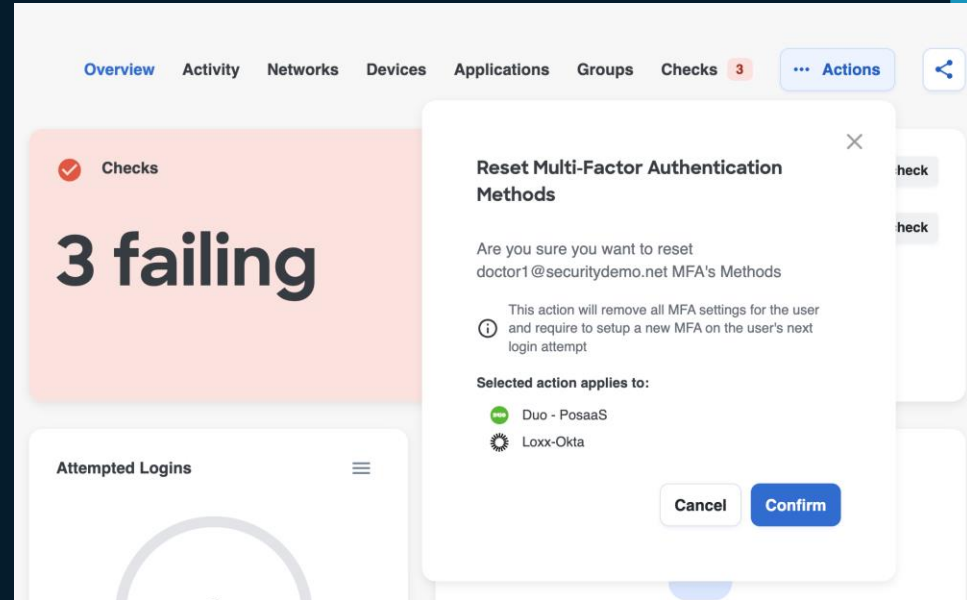 Overview Activity Networks Devices Applications Groups Checks 3 ... Actions
Checks
3 failing
Reset Multi-Factor Authentication
Methods
Are you sure you want to reset
doctor1@securitydemo.net MFA's Methods
This action will remove all MFA settings for the user
and require to setup a new MFA on the user's next
login attempt
Selected action applies to:
Duo - PosaaS
Loxx-Okta
Cancel Confirm
heck
heck
Attempted Logins